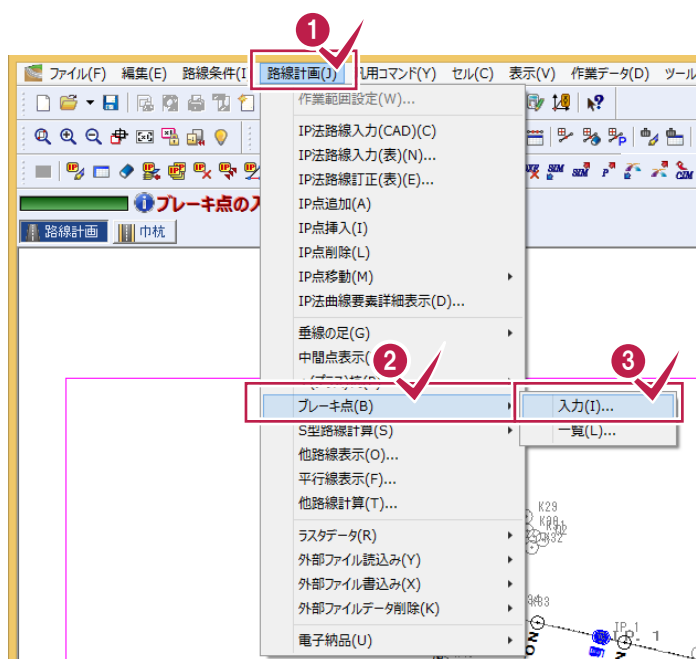 1
ファイル(F) 編集(E) 路線条件(I 路線計画(J) 汎用コマンド(Y) セル(C) 表示(V) 作業データ(D) ツール
作業範囲設定(W)...
IP法路線入力(CAD)(C)
IP法路線入力(表)(N)...
IP法路線訂正(表)(E)...
ブレーキ点の入
IP点追加(A)
路線計画 巾杭
IP点挿入(I)
IP点削除(L)
IP点移動(M)
IP法曲線要素詳細表示(D)...
垂線の足(G)
中間点表示(
2
3
ブレーキ点(B)
入力(I)...
S型路線計算(S)
一覧(L)...
他路線表示(O)...
平行線表示(F)...
他路線計算(T)...
K29
ラスタデータ(R)
外部ファイル読込み(Y)
外部ファイル書込み(X)
外部ファイルデータ削除(K)
電子納品(U)
IP.1